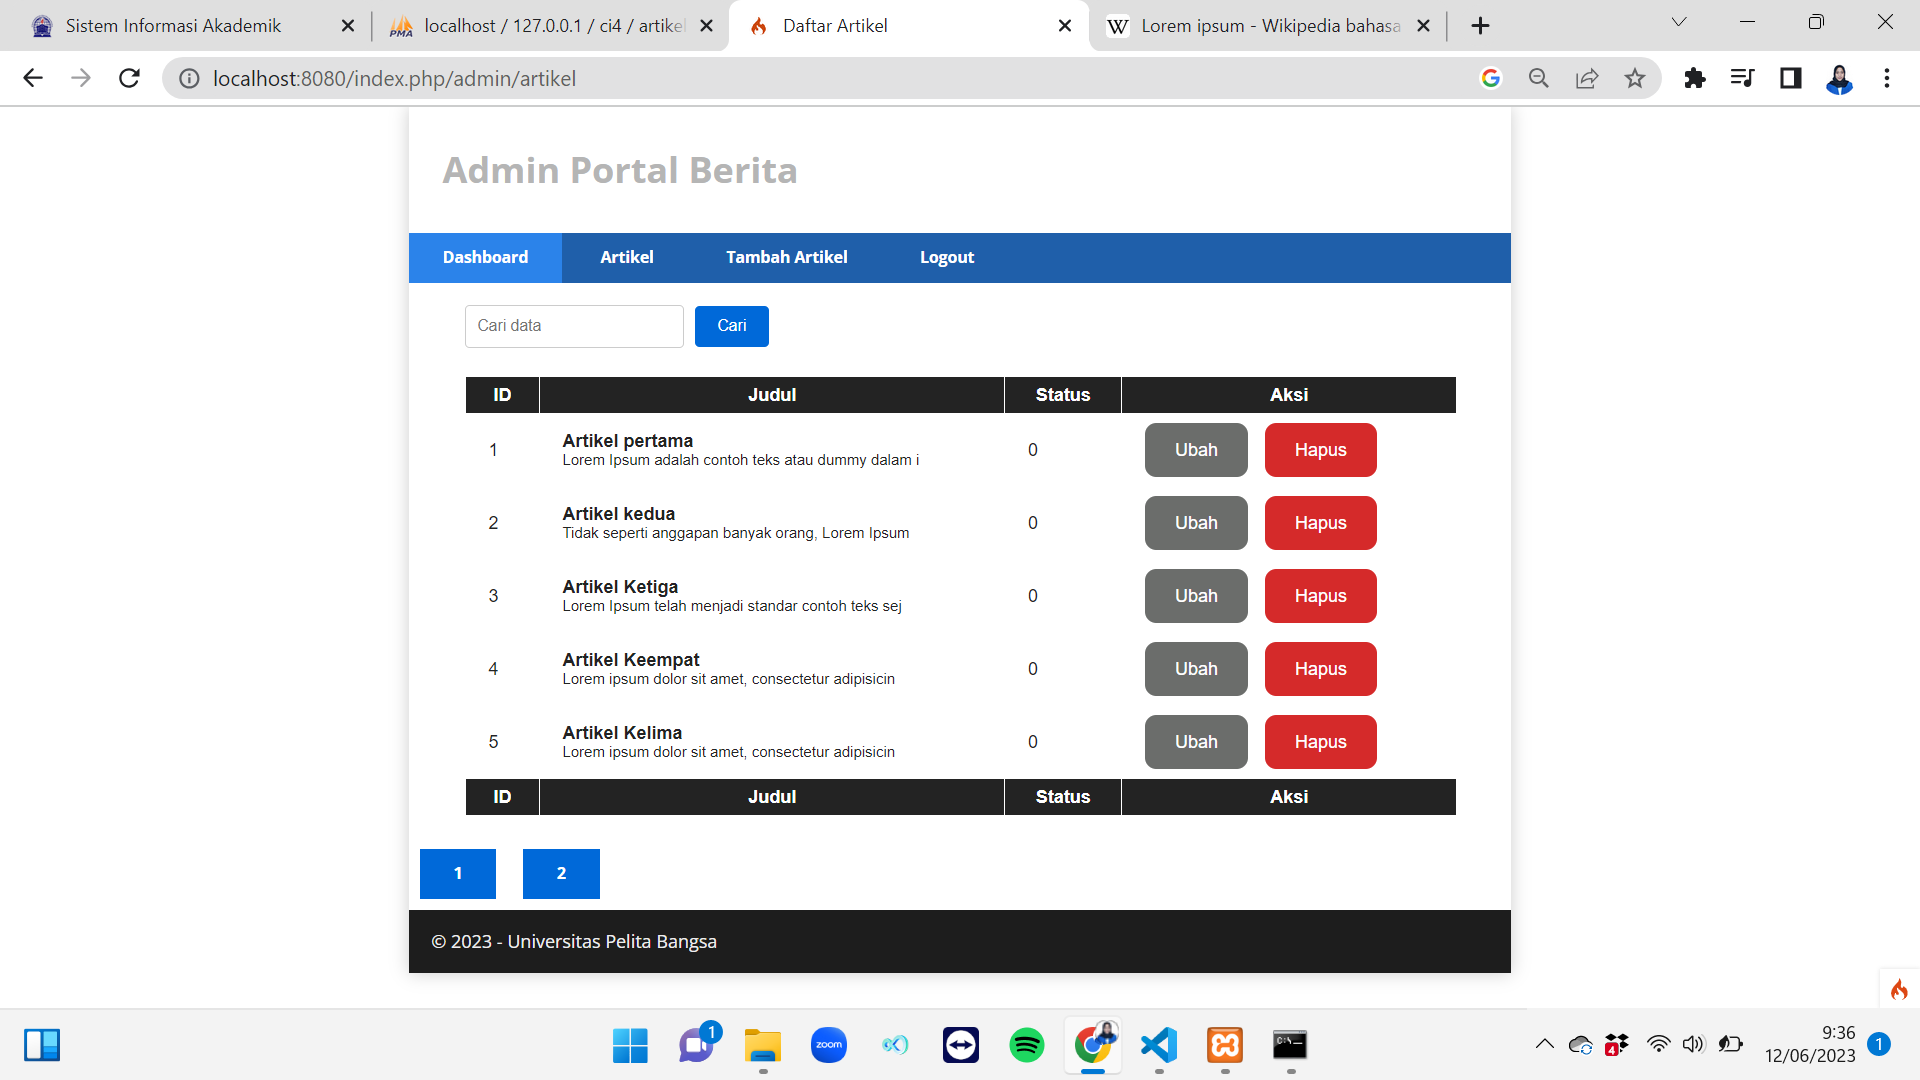 Sistem Informasi Akademik
localhost / 127.0.0.1 / ci4 / artikel
Daftar Artikel
Lorem ipsum - Wikipedia bahasa
localhost:8080/index.php/admin/artikel
Admin Portal Berita
Dashboard Artikel Tambah Artikel Logout
Cari data Cari
ID Judul Status Aksi
1 Artikel pertama 0 Ubah Hapus
Lorem Ipsum adalah contoh teks atau dummy dalam i
2 Artikel kedua 0 Ubah Hapus
Tidak seperti anggapan banyak orang, Lorem Ipsum
3 Artikel Ketiga 0 Ubah Hapus
Lorem Ipsum telah menjadi standar contoh teks sej
4 Artikel Keempat 0 Ubah Hapus
Lorem ipsum dolor sit amet, consectetur adipisicin
5 Artikel Kelima 0 Ubah Hapus
Lorem ipsum dolor sit amet, consectetur adipisicin
ID Judul Status Aksi
1 2
© 2023 - Universitas Pelita Bangsa
1
zoom
4
9:36
12/06/2023
1